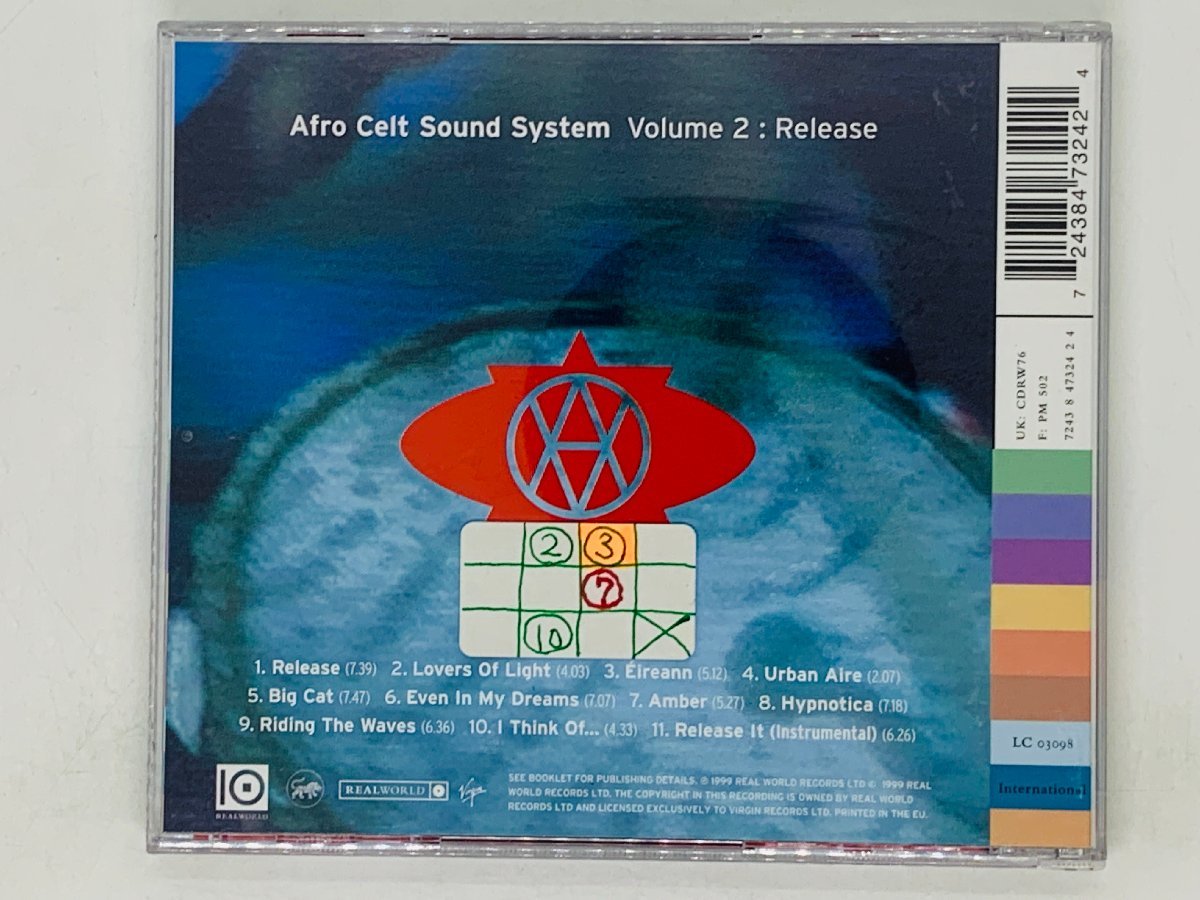 Afro Celt Sound System Volume 2 : Release
7 24384 73242 4
UK: CDRW76
F: PM 502
7243 8 47324 2 4
2 3
7
10
1. Release (7.39) 2. Lovers Of Light (4.03) 3. Eireann (5.12) 4. Urban Aire (2.07)
5. Big Cat (7.47) 6. Even In My Dreams (7.07) 7. Amber (5.27) 8. Hypnotica (7.18)
9. Riding The Waves (6.36) 10. I Think Of... (4.33) 11. Release It (Instrumental) (6.26)
LC 03098
International
REALWORLD
REALWORLD
Virgin
SEE BOOKLET FOR PUBLISHING DETAILS. ℗ 1999 REAL WORLD RECORDS LTD © 1999 REAL
WORLD RECORDS LTD. THE COPYRIGHT IN THIS RECORDING IS OWNED BY REAL WORLD
RECORDS LTD AND LICENSED EXCLUSIVELY TO VIRGIN RECORDS LTD. PRINTED IN THE EU.